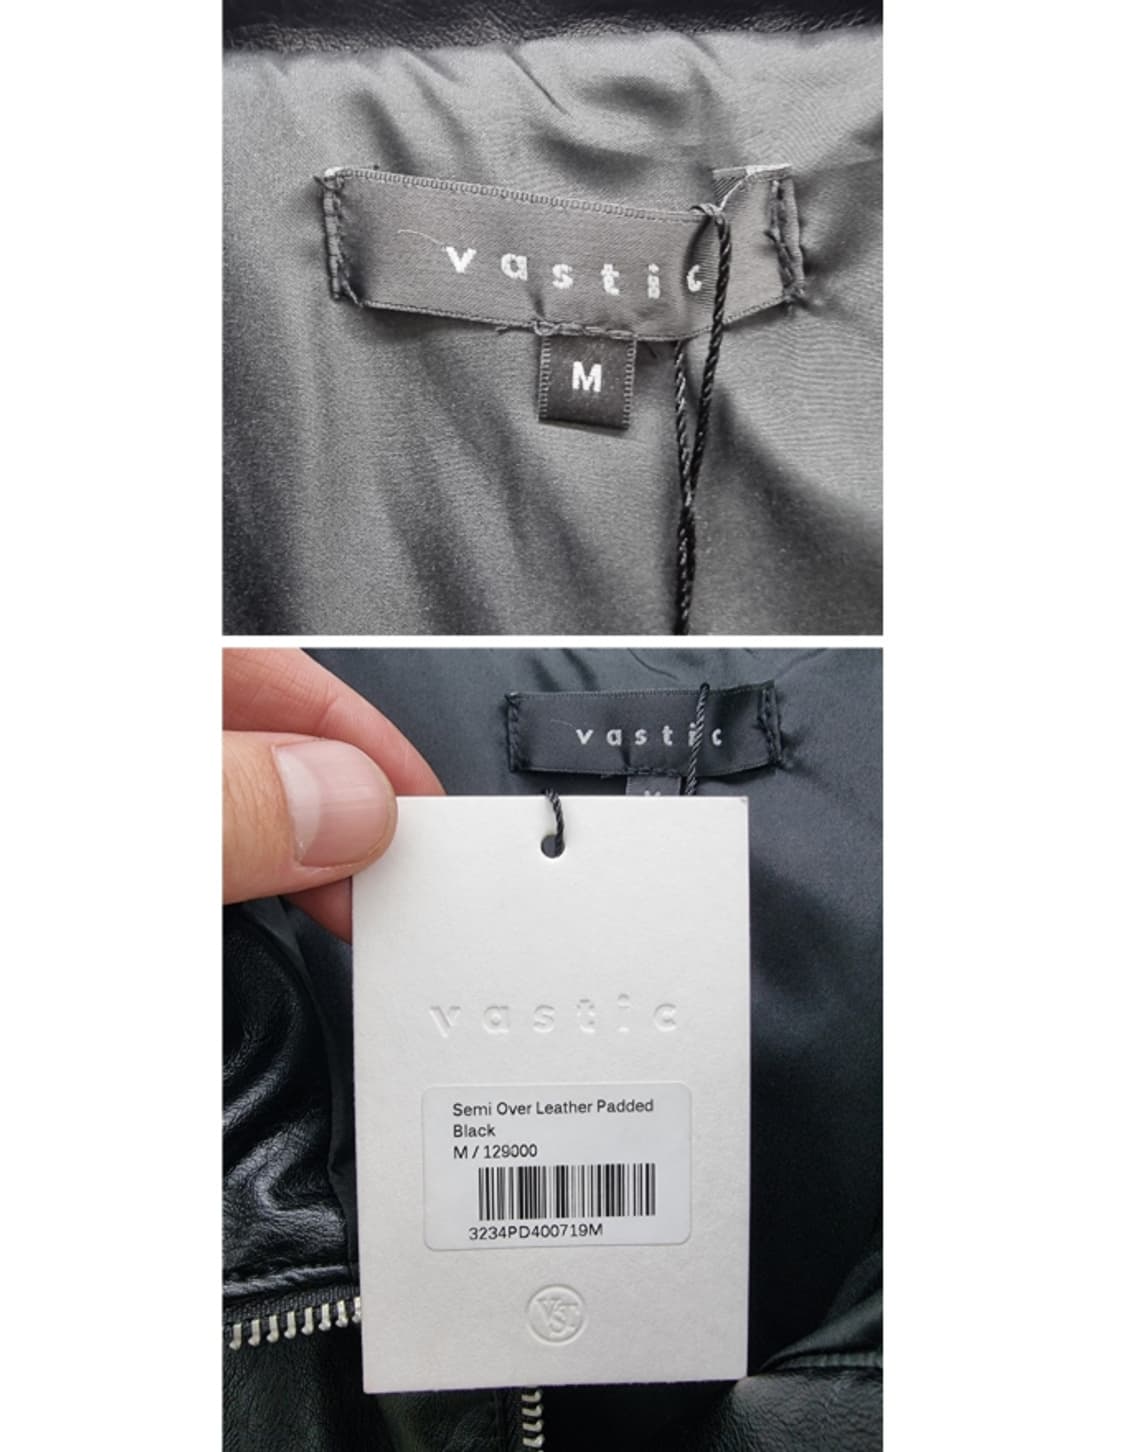 vastic
M
vastic
vastic
Semi Over Leather Padded
Black
M / 129000
3234PD400719M
VST